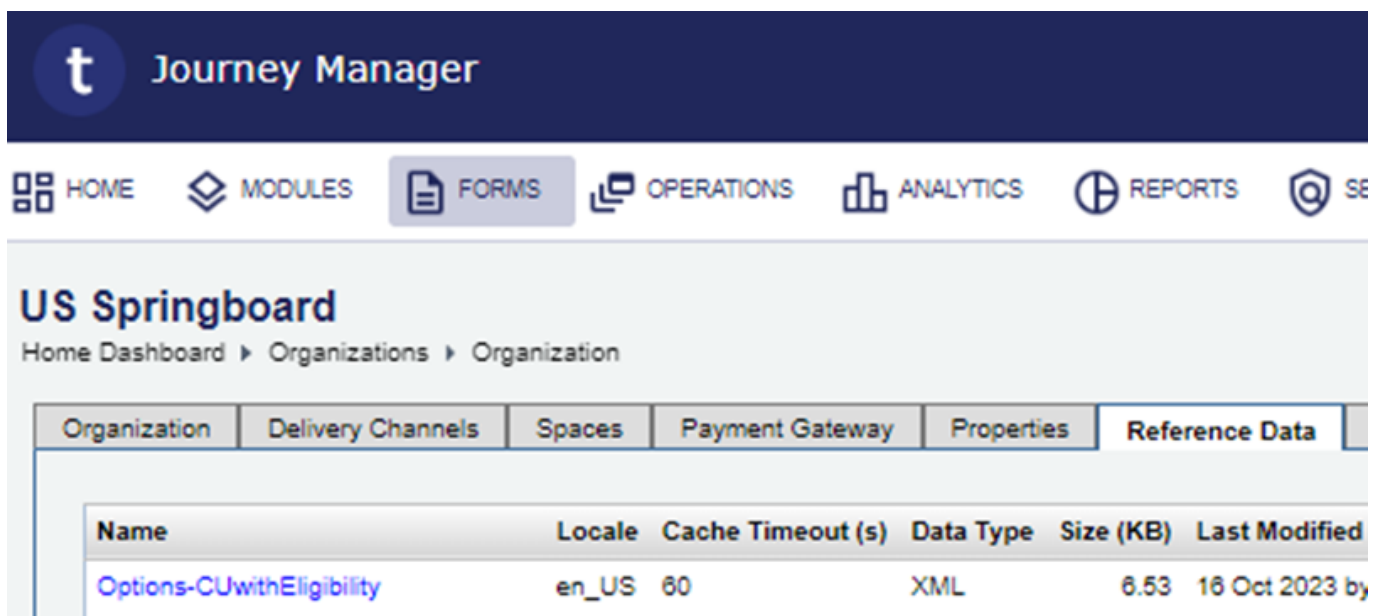 t Journey Manager
HOME MODULES FORMS OPERATIONS ANALYTICS REPORTS SE
US Springboard
Home Dashboard ▸ Organizations ▸ Organization
Organization Delivery Channels Spaces Payment Gateway Properties Reference Data
Name Locale Cache Timeout (s) Data Type Size (KB) Last Modified
Options-CUwithEligibility en_US 60 XML 6.53 16 Oct 2023 by